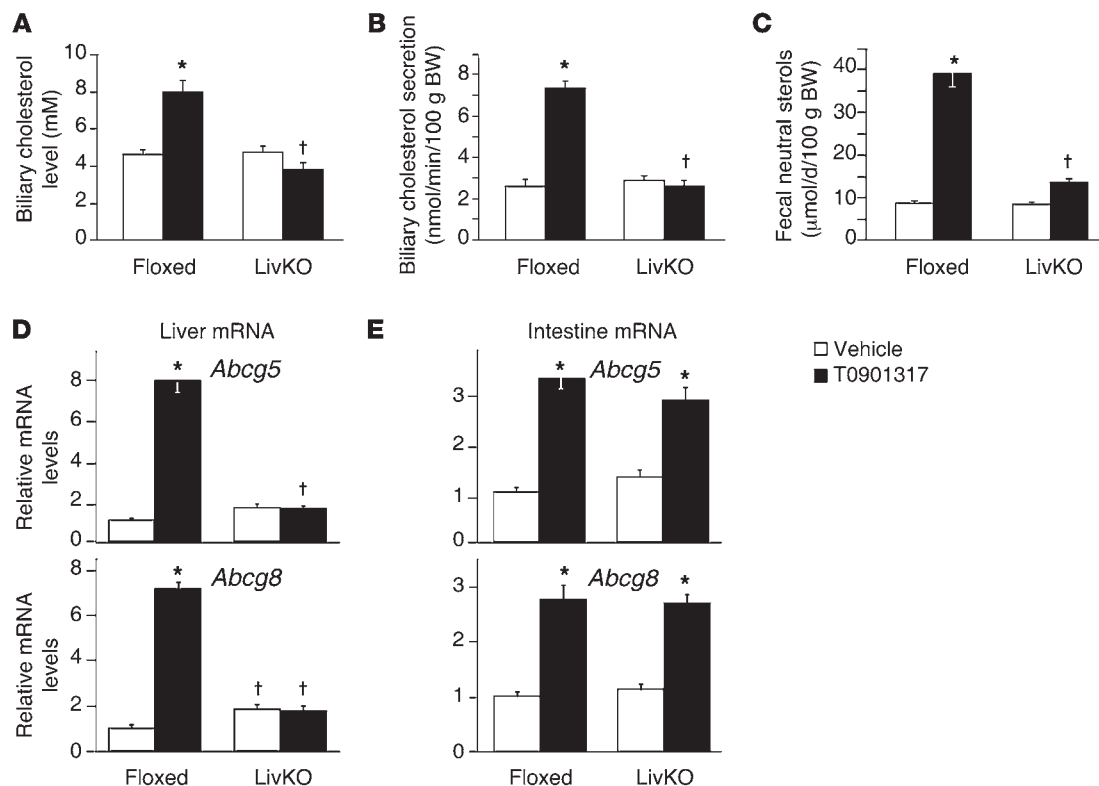 A
Biliary cholesterol
level (mM)
10
8
6
4
2
0
*
†
Floxed
LivKO
B
Biliary cholesterol secretion
(nmol/min/100 g BW)
8
6
4
2
0
*
†
Floxed
LivKO
C
Fecal neutral sterols
(μmol/d/100 g BW)
40
30
20
10
0
*
†
Floxed
LivKO
D
Liver mRNA
Relative mRNA
levels
8
6
4
2
0
*
Abcg5
†
Relative mRNA
levels
8
6
4
2
0
*
Abcg8
†
†
Floxed
LivKO
E
Intestine mRNA
3
2
1
0
*
Abcg5
*
3
2
1
0
*
Abcg8
*
Floxed
LivKO
Vehicle
T0901317